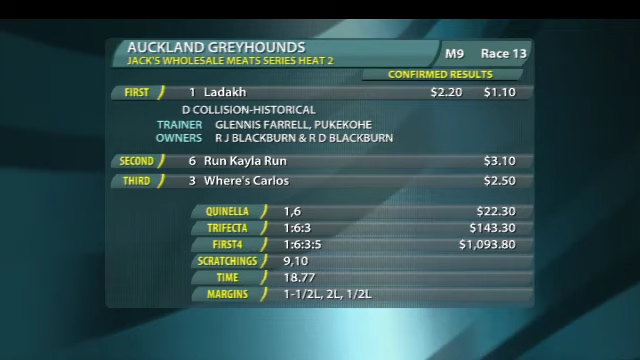 AUCKLAND GREYHOUNDS M9 Race 13
JACK'S WHOLESALE MEATS SERIES HEAT 2
CONFIRMED RESULTS
FIRST 1 Ladakh $2.20 $1.10
D COLLISION-HISTORICAL
TRAINER GLENNIS FARRELL, PUKEKOHE
OWNERS R J BLACKBURN & R D BLACKBURN
SECOND 6 Run Kayla Run $3.10
THIRD 3 Where's Carlos $2.50
QUINELLA 1,6 $22.30
TRIFECTA 1:6:3 $143.30
FIRST4 1:6:3:5 $1,093.80
SCRATCHINGS 9,10
TIME 18.77
MARGINS 1-1/2L, 2L, 1/2L